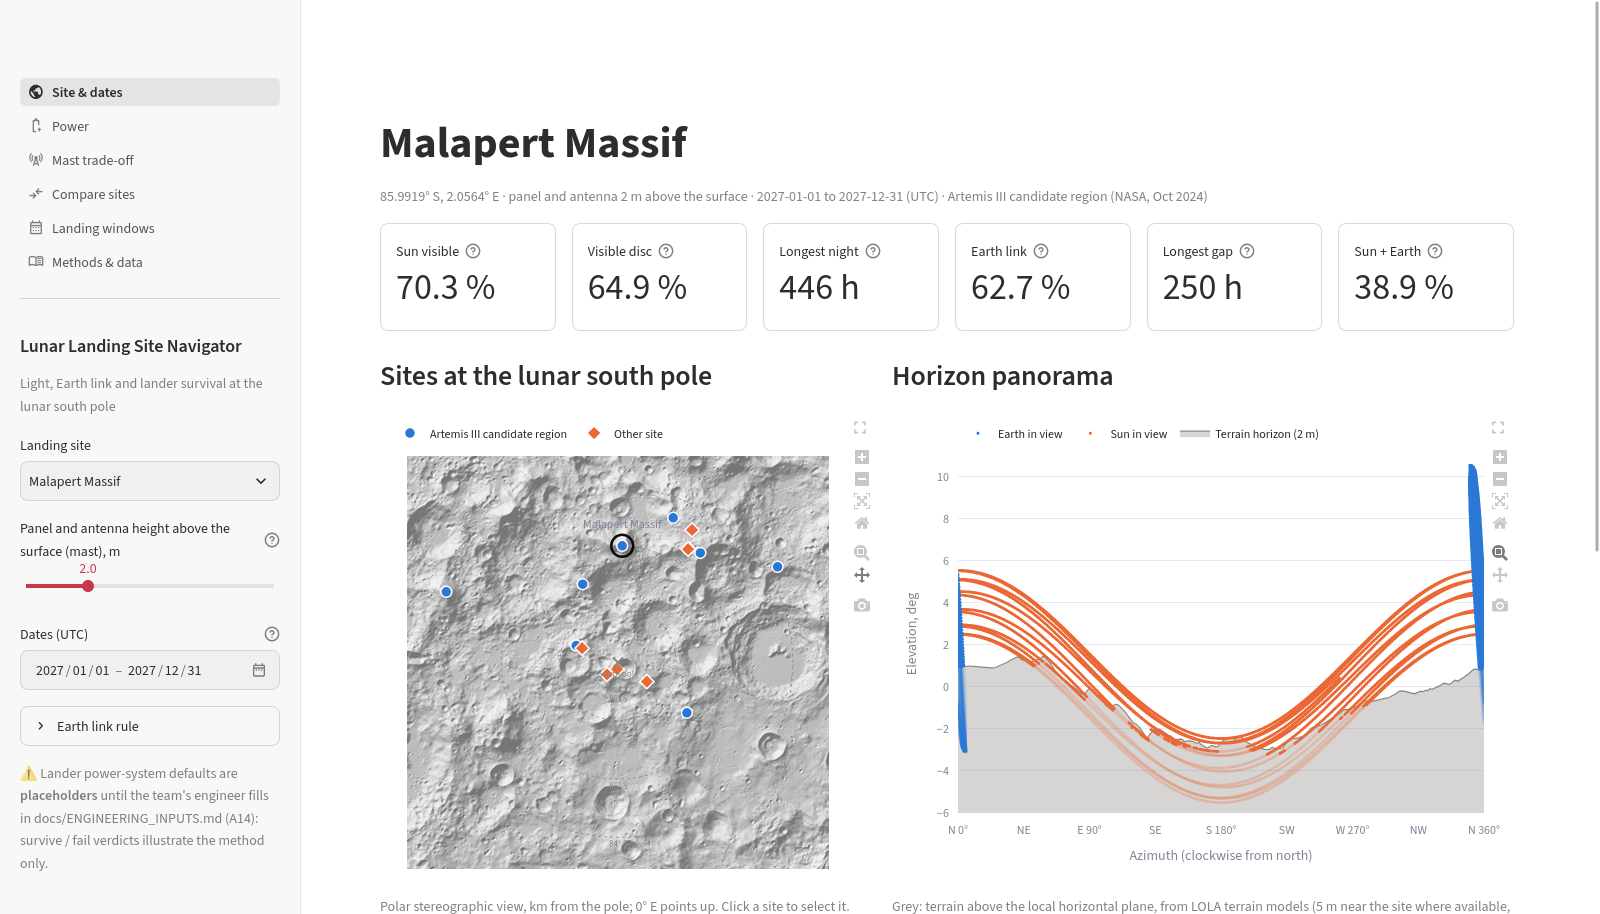 Site & dates
Power
Mast trade-off
Compare sites
Landing windows
Methods & data
Lunar Landing Site Navigator
Light, Earth link and lander survival at the
lunar south pole
Landing site
Malapert Massif
Panel and antenna height above the
surface (mast), m
2.0
Dates (UTC)
2027 / 01 / 01 – 2027 / 12 / 31
Earth link rule
⚠️ Lander power-system defaults are
placeholders until the team's engineer fills
in docs/ENGINEERING_INPUTS.md (A14):
survive / fail verdicts illustrate the method
only.
Malapert Massif
85.9919° S, 2.0564° E · panel and antenna 2 m above the surface · 2027-01-01 to 2027-12-31 (UTC) · Artemis III candidate region (NASA, Oct 2024)
Sun visible
70.3 %
Visible disc
64.9 %
Longest night
446 h
Earth link
62.7 %
Longest gap
250 h
Sun + Earth
38.9 %
Sites at the lunar south pole
Artemis III candidate region
Other site
Malapert Massif
84°
Polar stereographic view, km from the pole; 0° E points up. Click a site to select it.
Horizon panorama
Earth in view
Sun in view
Terrain horizon (2 m)
Elevation, deg
10
8
6
4
2
0
−2
−4
−6
N 0°
NE
E 90°
SE
S 180°
SW
W 270°
NW
N 360°
Azimuth (clockwise from north)
Grey: terrain above the local horizontal plane, from LOLA terrain models (5 m near the site where available,